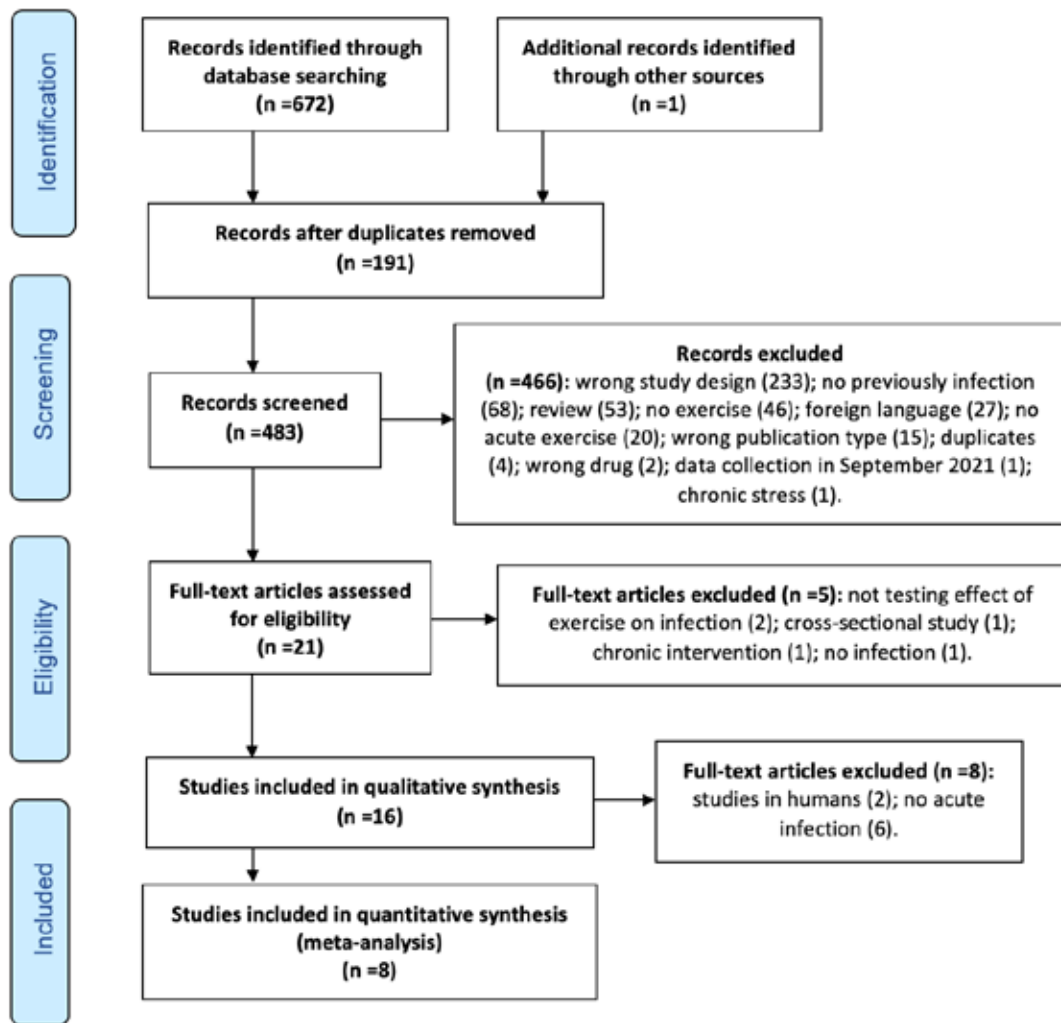 Identification
Records identified through
database searching
(n =672)
Additional records identified
through other sources
(n =1)
Records after duplicates removed
(n =191)
Screening
Records screened
(n =483)
Records excluded
(n =466): wrong study design (233); no previously infection
(68); review (53); no exercise (46); foreign language (27); no
acute exercise (20); wrong publication type (15); duplicates
(4); wrong drug (2); data collection in September 2021 (1);
chronic stress (1).
Eligibility
Full-text articles assessed
for eligibility
(n =21)
Full-text articles excluded (n =5): not testing effect of
exercise on infection (2); cross-sectional study (1);
chronic intervention (1); no infection (1).
Studies included in qualitative synthesis
(n =16)
Full-text articles excluded (n =8):
studies in humans (2); no acute
infection (6).
Included
Studies included in quantitative synthesis
(meta-analysis)
(n =8)